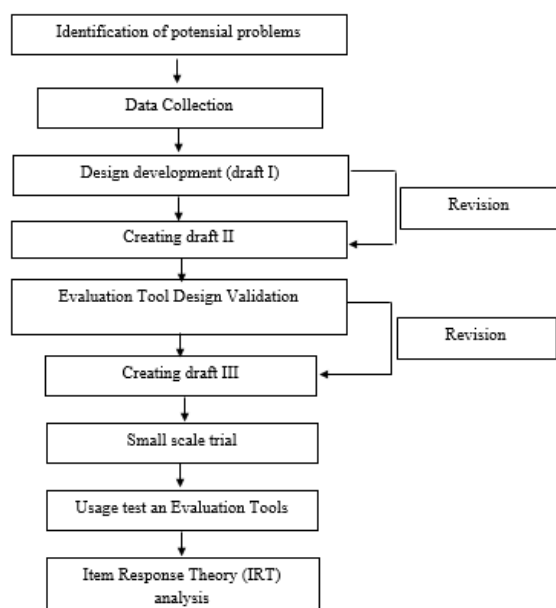 Identification of potensial problems
Data Collection
Design development (draft I)
Revision
Creating draft II
Evaluation Tool Design Validation
Revision
Creating draft III
Small scale trial
Usage test an Evaluation Tools
Item Response Theory (IRT)
analysis